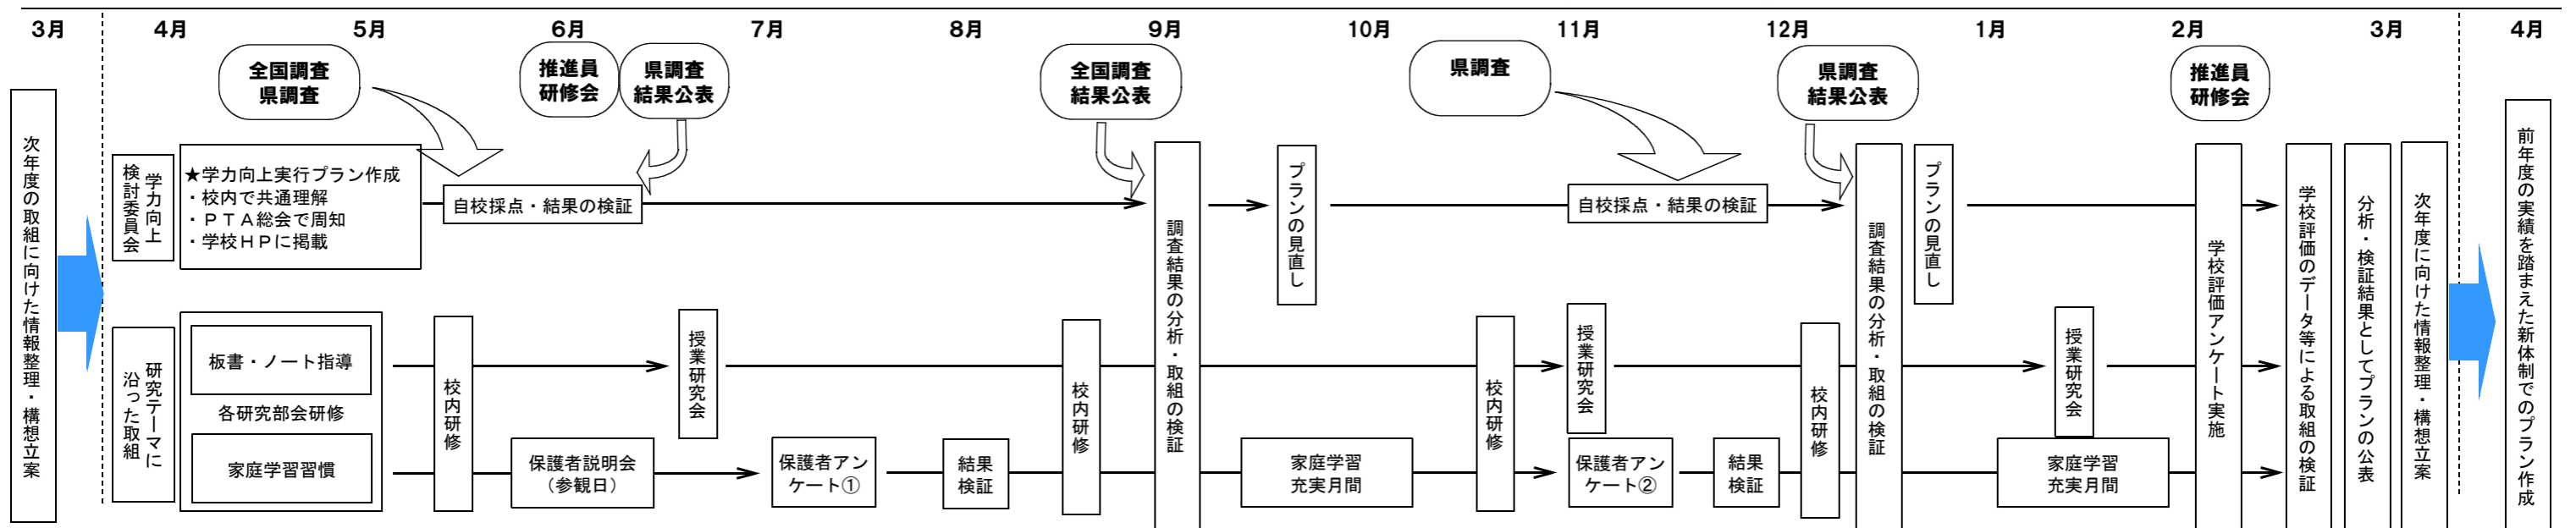 3月
4月
5月
6月
7月
8月
9月
10月
11月
12月
1月
2月
3月
4月
全国調査
県調査
推進員
研修会
県調査
結果公表
全国調査
結果公表
県調査
県調査
結果公表
推進員
研修会
次年度の取組に向けた情報整理・構想立案
学力向上
検討委員会
★学力向上実行プラン作成
・校内で共通理解
・ＰＴＡ総会で周知
・学校ＨＰに掲載
自校採点・結果の検証
調査結果の分析・取組の検証
プランの見直し
自校採点・結果の検証
調査結果の分析・取組の検証
プランの見直し
学校評価アンケート実施
学校評価のデータ等による取組の検証
分析・検証結果としてプランの公表
次年度に向けた情報整理・構想立案
前年度の実績を踏まえた新体制でのプラン作成
研究テーマに
沿った取組
板書・ノート指導
各研究部会研修
家庭学習習慣
校内研修
保護者説明会
（参観日）
授業研究会
保護者アン
ケート①
結果
検証
校内研修
家庭学習
充実月間
校内研修
授業研究会
保護者アン
ケート②
結果
検証
校内研修
授業研究会
家庭学習
充実月間